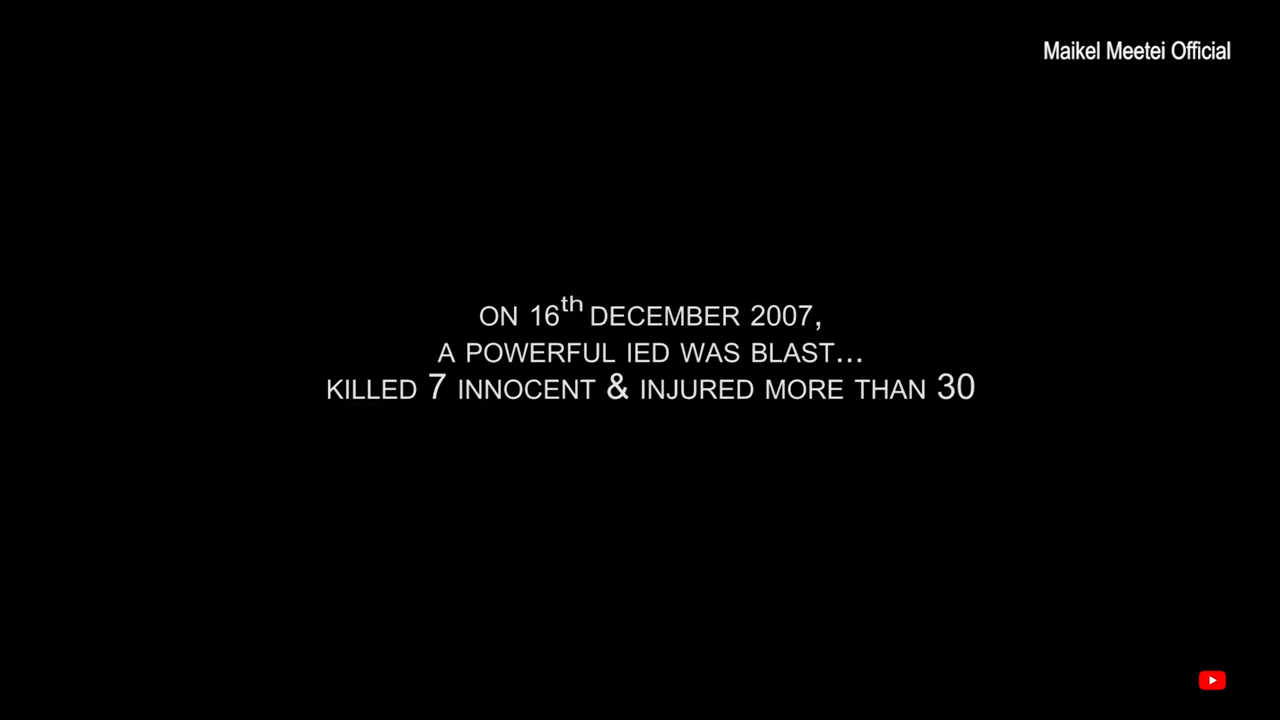 Maikel Meetei Official
ON 16th DECEMBER 2007,
A POWERFUL IED WAS BLAST...
KILLED 7 INNOCENT & INJURED MORE THAN 30